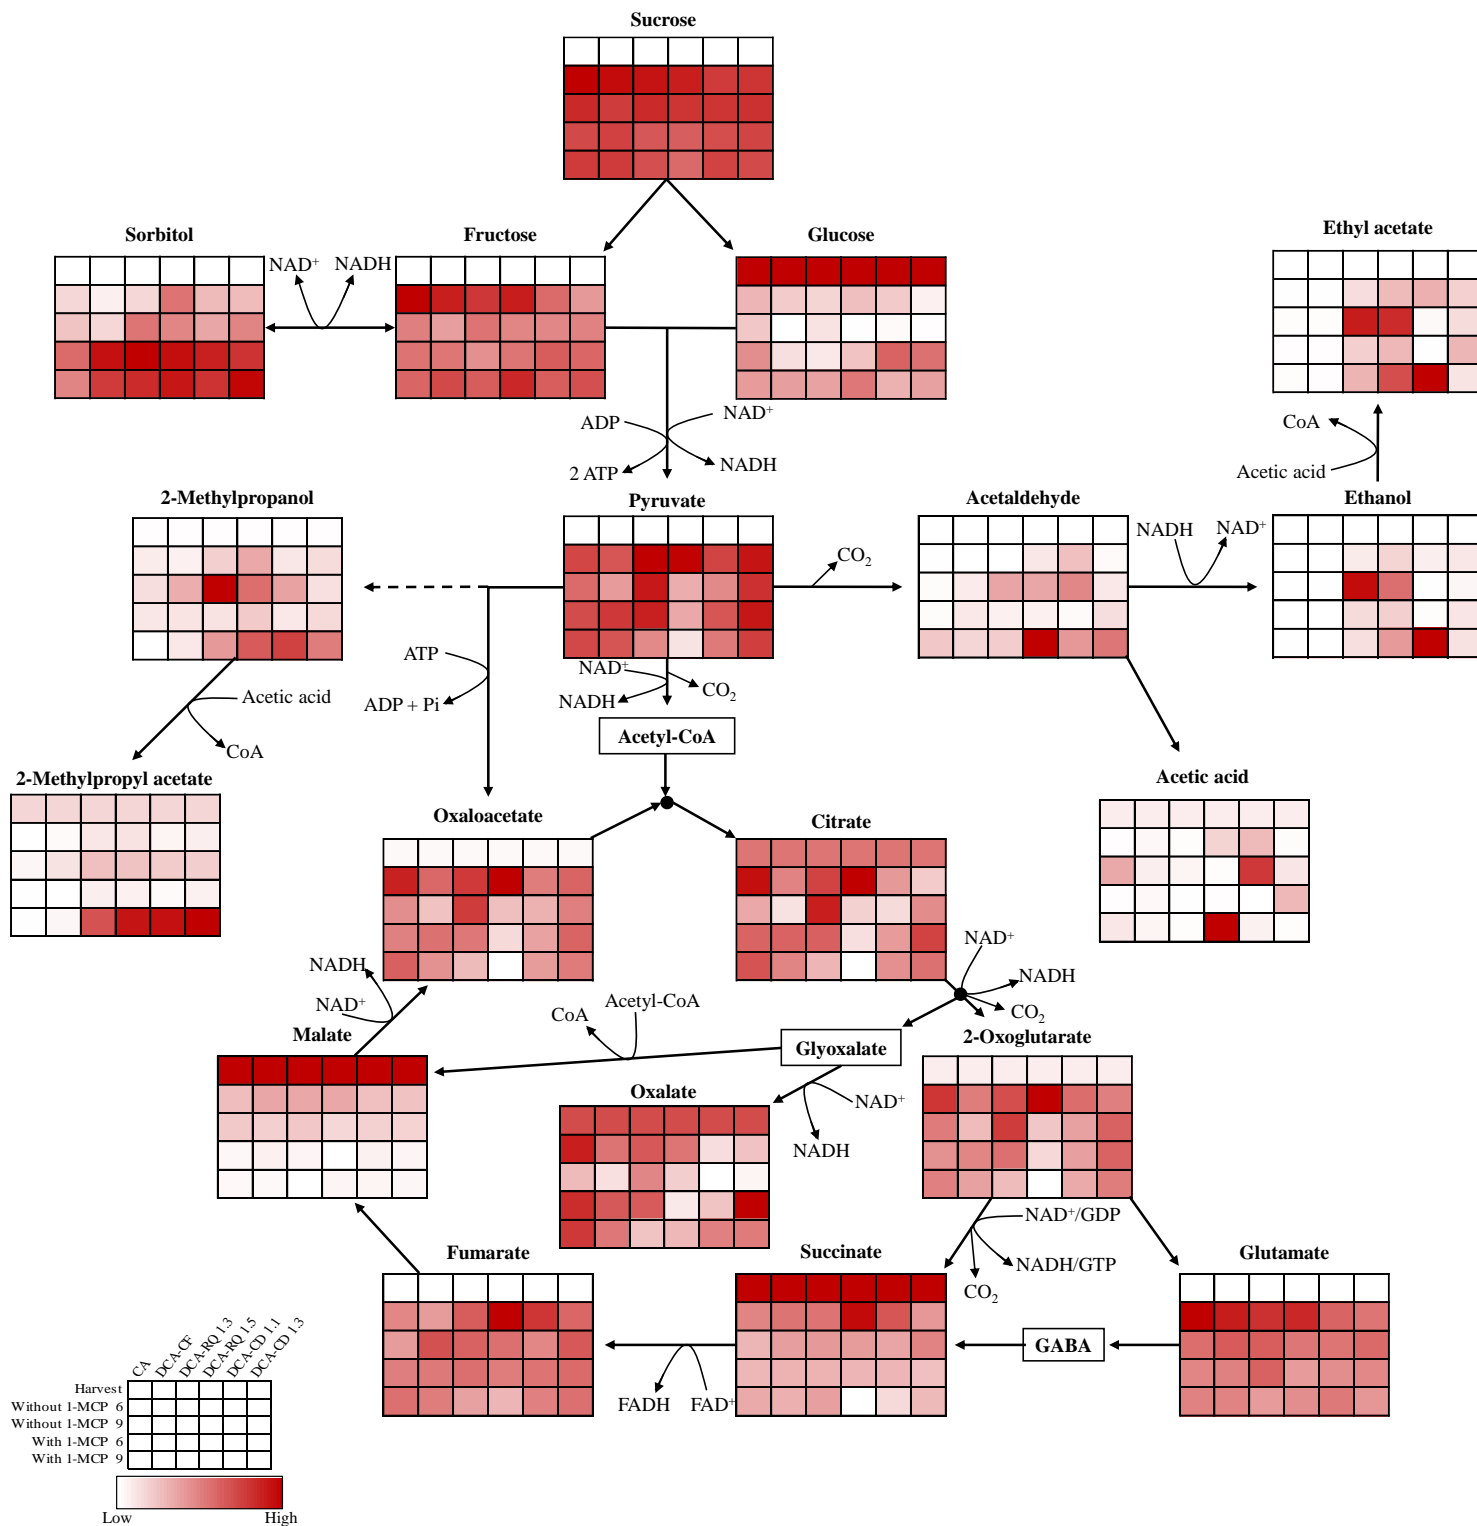 Sucrose
Sorbitol
NAD⁺
NADH
Fructose
Glucose
Ethyl acetate
ADP
NAD⁺
2 ATP
NADH
CoA
Acetic acid
2-Methylpropanol
Pyruvate
CO₂
Acetaldehyde
NADH
NAD⁺
Ethanol
ATP
ADP + Pi
NAD⁺
NADH
CO₂
Acetic acid
CoA
Acetyl-CoA
2-Methylpropyl acetate
Acetic acid
Oxaloacetate
Citrate
NADH
NAD⁺
NAD⁺
NADH
CO₂
CoA
Acetyl-CoA
Malate
Glyoxalate
2-Oxoglutarate
Oxalate
NAD⁺
NADH
NAD⁺/GDP
NADH/GTP
CO₂
Fumarate
Succinate
Glutamate
GABA
FADH
FAD⁺
CA
DCA-CF
DCA-RQ 1.3
DCA-RQ 1.5
DCA-CD 1.1
DCA-CD 1.3
Harvest
Without 1-MCP 6
Without 1-MCP 9
With 1-MCP 6
With 1-MCP 9
Low
High